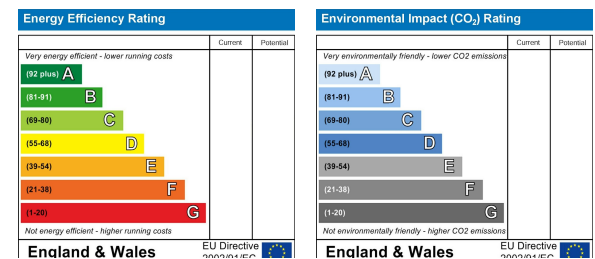 Energy Efficiency Rating
Current Potential
Very energy efficient - lower running costs
(92 plus) A
(81-91) B
(69-80) C
(55-68) D
(39-54) E
(21-38) F
(1-20) G
Not energy efficient - higher running costs
England & Wales
EU Directive
2002/91/EC
Environmental Impact (CO₂) Rating
Current Potential
Very environmentally friendly - lower CO2 emissions
(92 plus) A
(81-91) B
(69-80) C
(55-68) D
(39-54) E
(21-38) F
(1-20) G
Not environmentally friendly - higher CO2 emissions
England & Wales
EU Directive
2002/91/EC